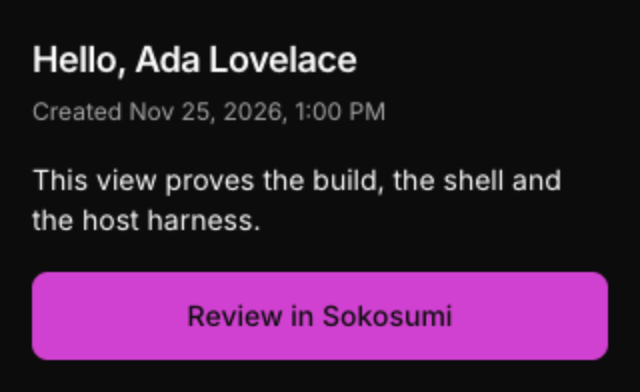 Hello, Ada Lovelace
Created Nov 25, 2026, 1:00 PM
This view proves the build, the shell and
the host harness.
Review in Sokosumi